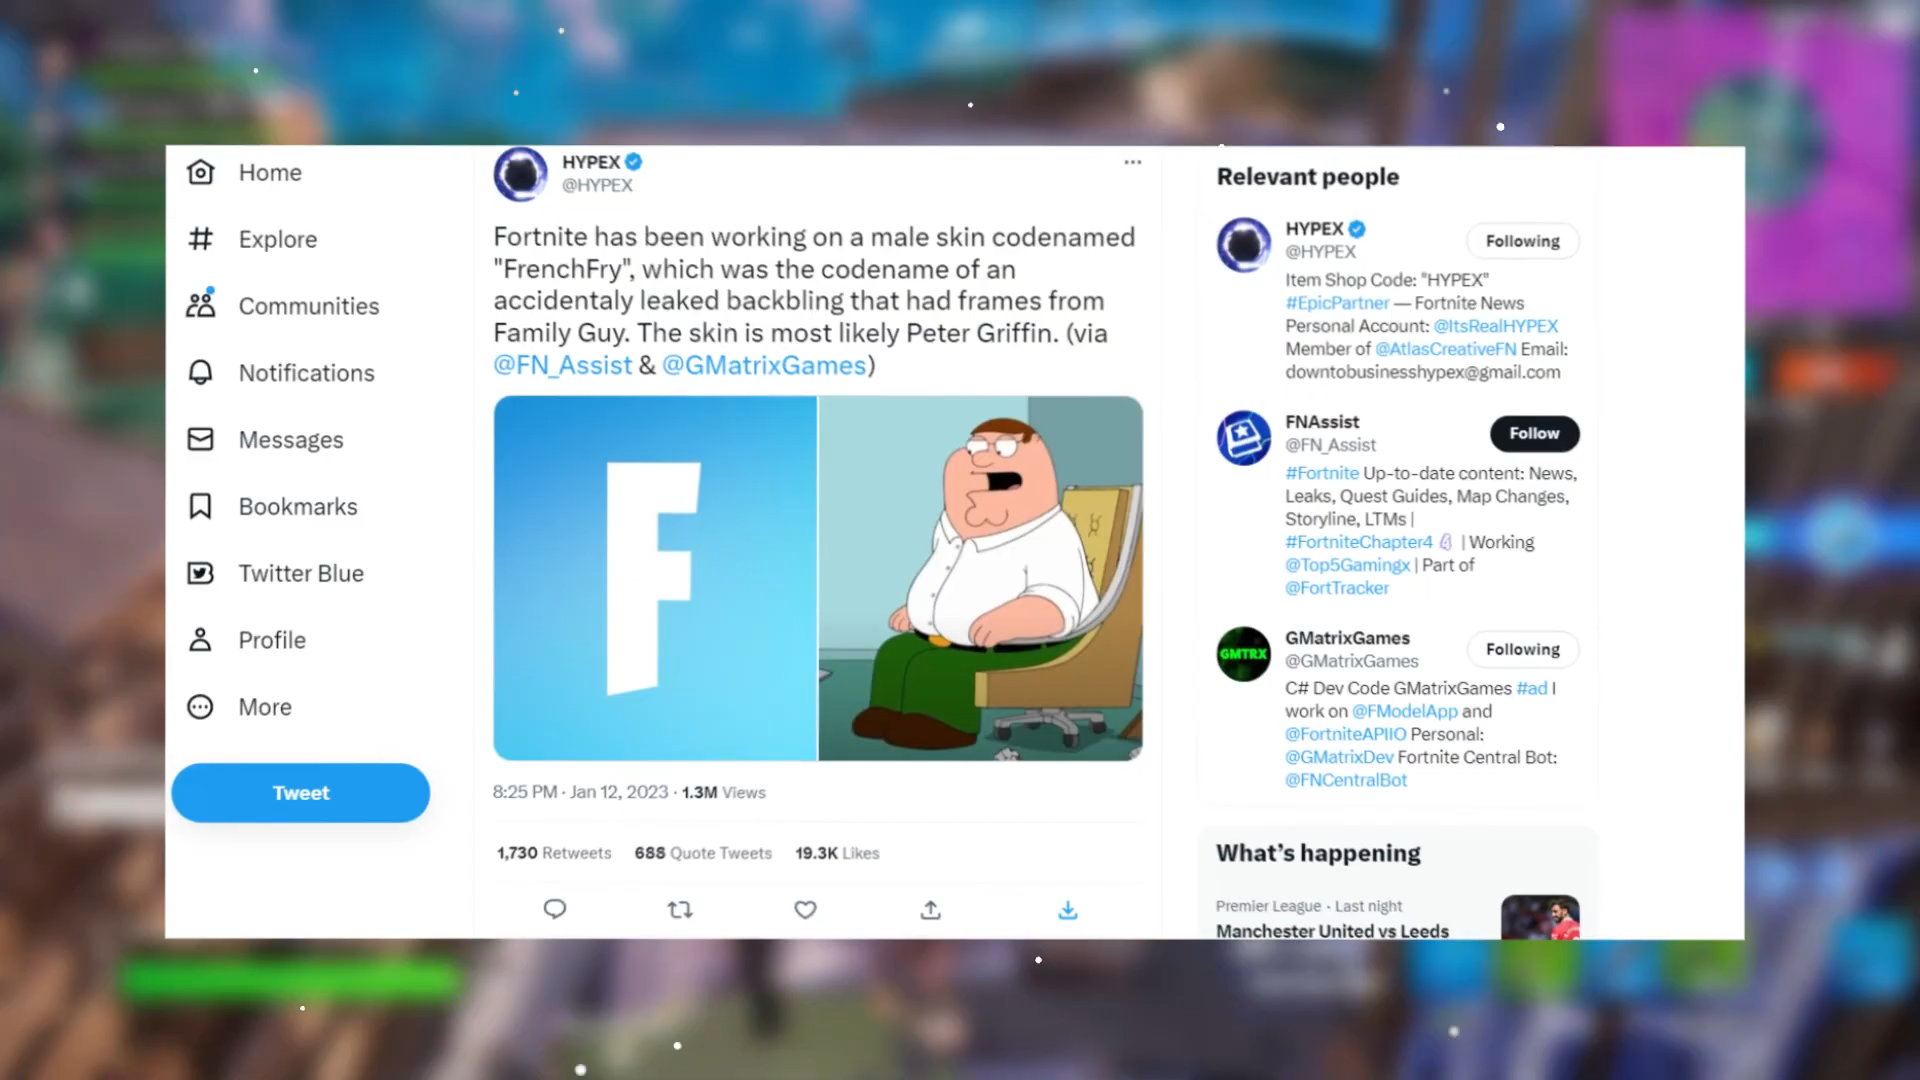 Home
Explore
Communities
Notifications
Messages
Bookmarks
Twitter Blue
Profile
More
Tweet
HYPEX
@HYPEX
Fortnite has been working on a male skin codenamed
"FrenchFry", which was the codename of an
accidentaly leaked backbling that had frames from
Family Guy. The skin is most likely Peter Griffin. (via
@FN_Assist & @GMatrixGames)
F
8:25 PM · Jan 12, 2023 · 1.3M Views
1,730 Retweets 688 Quote Tweets 19.3K Likes
Relevant people
HYPEX
@HYPEX
Following
Item Shop Code: "HYPEX"
#EpicPartner — Fortnite News
Personal Account: @ItsRealHYPEX
Member of @AtlasCreativeFN Email:
downtobusinesshypex@gmail.com
FNAssist
@FN_Assist
Follow
#Fortnite Up-to-date content: News,
Leaks, Quest Guides, Map Changes,
Storyline, LTMs |
#FortniteChapter4 | Working
@Top5Gamingx | Part of
@FortTracker
GMTRX
GMatrixGames
@GMatrixGames
Following
C# Dev Code GMatrixGames #ad I
work on @FModelApp and
@FortniteAPIIO Personal:
@GMatrixDev Fortnite Central Bot:
@FNCentralBot
What's happening
Premier League · Last night
Manchester United vs Leeds